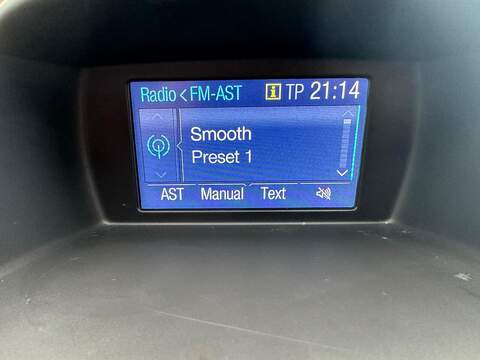 Radio < FM-AST i TP 21:14
Smooth
Preset 1
AST Manual Text